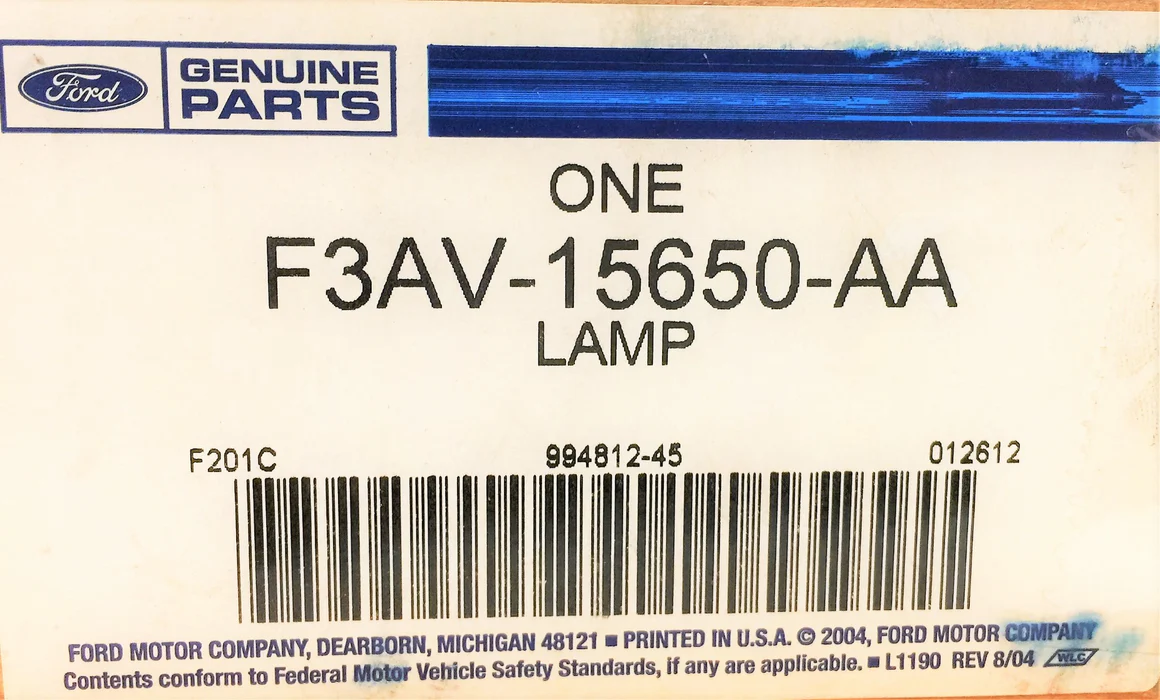 Ford
GENUINE
PARTS
ONE
F3AV-15650-AA
LAMP
F201C 994812-45 012612
FORD MOTOR COMPANY, DEARBORN, MICHIGAN 48121 ■ PRINTED IN U.S.A. © 2004, FORD MOTOR COMPANY
Contents conform to Federal Motor Vehicle Safety Standards, if any are applicable. ■ L1190 REV 8/04 WLC